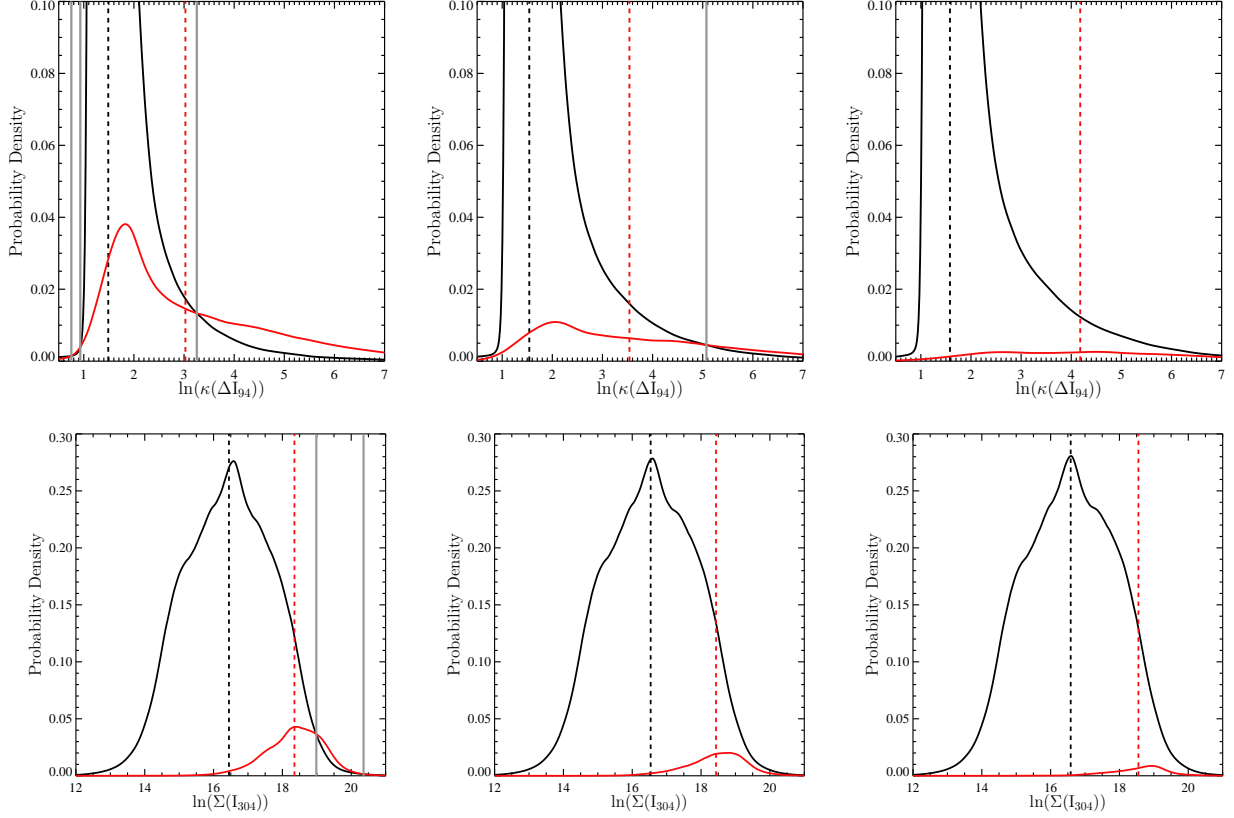 0.10 0.10 0.10
0.08 0.08 0.08
0.06 0.06 0.06
0.04 0.04 0.04
0.02 0.02 0.02
0.00 0.00 0.00
Probability Density Probability Density Probability Density
1 2 3 4 5 6 7 1 2 3 4 5 6 7 1 2 3 4 5 6 7
ln(κ(ΔI₉₄)) ln(κ(ΔI₉₄)) ln(κ(ΔI₉₄))
0.30 0.30 0.30
0.25 0.25 0.25
0.20 0.20 0.20
0.15 0.15 0.15
0.10 0.10 0.10
0.05 0.05 0.05
0.00 0.00 0.00
Probability Density Probability Density Probability Density
12 14 16 18 20 12 14 16 18 20 12 14 16 18 20
ln(Σ(I₃₀₄)) ln(Σ(I₃₀₄)) ln(Σ(I₃₀₄))